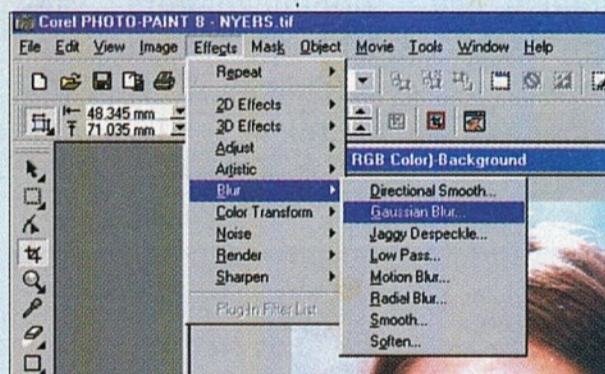 Corel PHOTO-PAINT 8 - NYERS.tif
File Edit View Image Effects Mask Object Movie Tools Window Help
Repeat
48.345 mm
71.035 mm
2D Effects
3D Effects
Adjust
Artistic
Blur
Color Transform
Noise
Render
Sharpen
Plug-In Filter List
RGB Color)-Background
Directional Smooth...
Gaussian Blur...
Jaggy Despeckle...
Low Pass...
Motion Blur...
Radial Blur...
Smooth...
Soften...